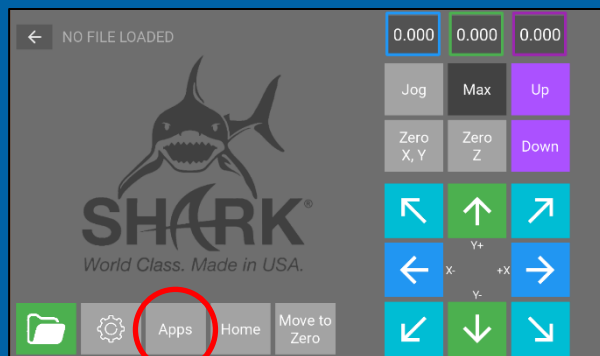 NO FILE LOADED
0.000 0.000 0.000
Jog Max Up
Zero X, Y
Zero Z
Down
SHARK®
World Class. Made in USA.
Y+
X- +X
Y-
Apps Home
Move to Zero